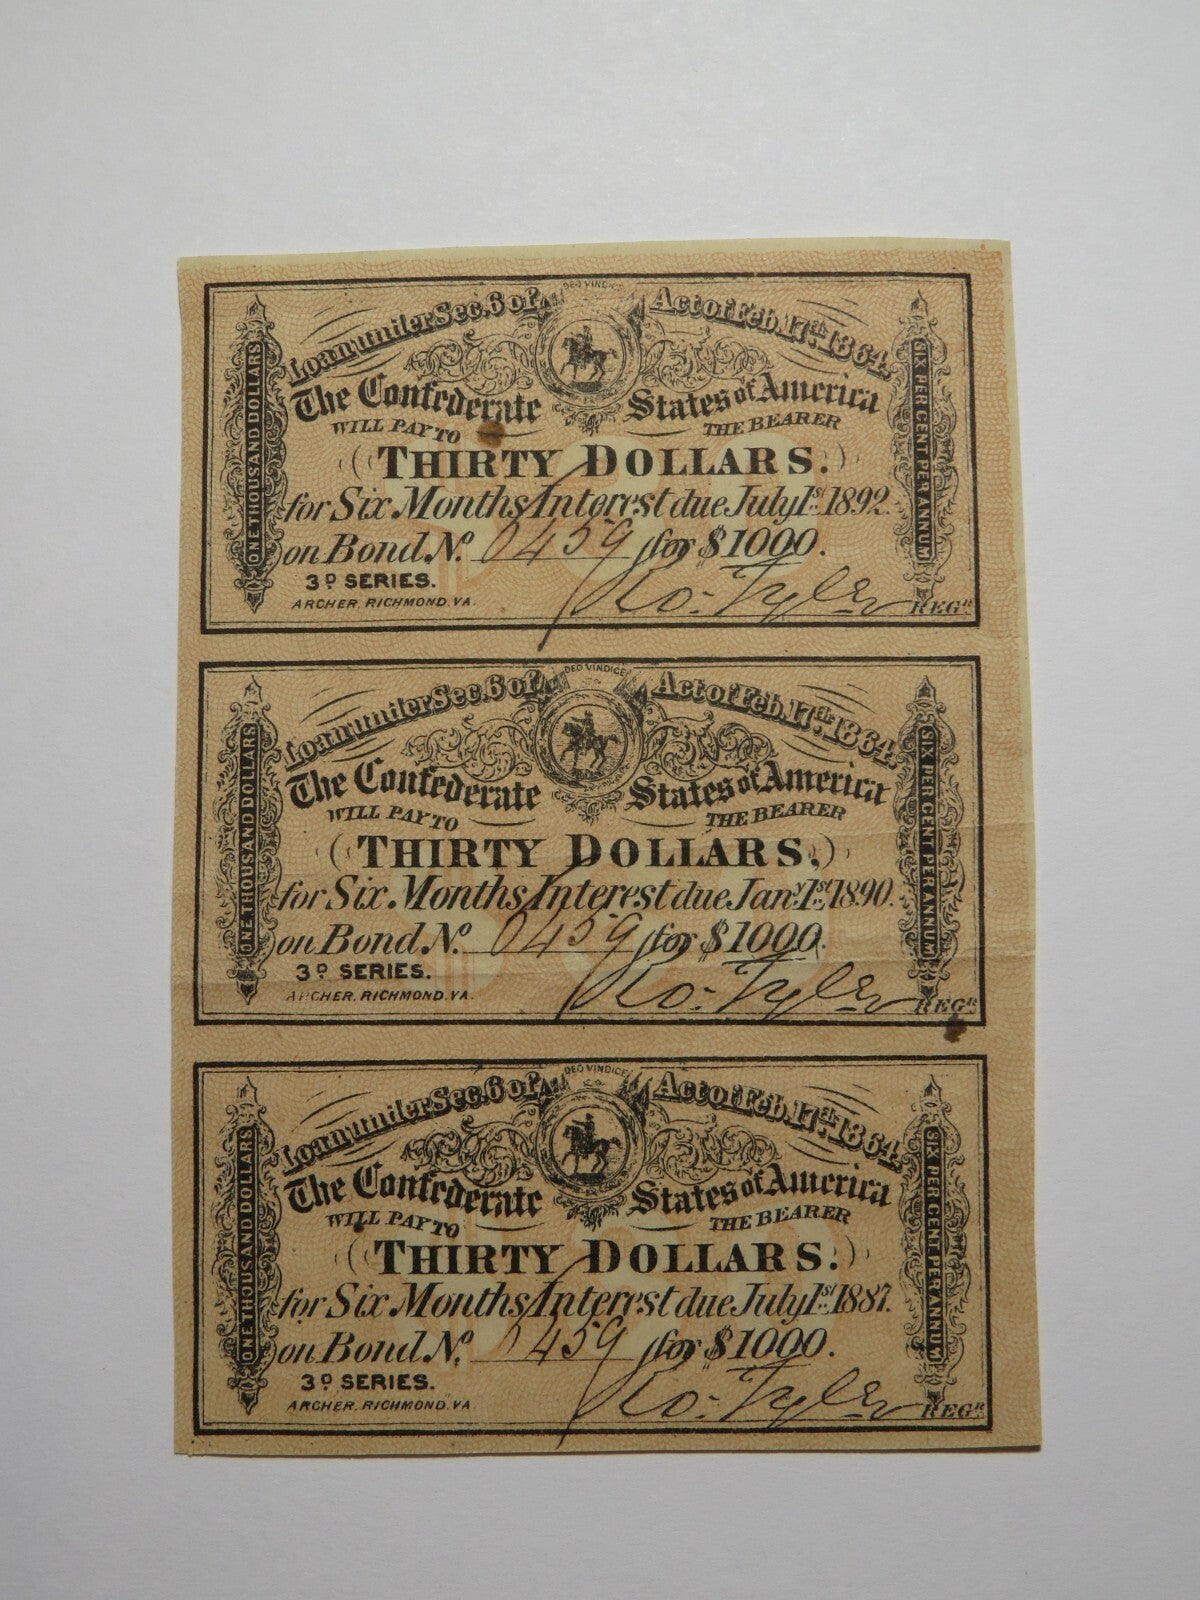 DEO VINDICE
Loan under Sec. 6 of Act of Feb. 17th 1864.
The Confederate States of America
WILL PAY TO THE BEARER
THIRTY DOLLARS.
for Six Months Interest due July 1st 1892.
on Bond No. 0459 for $1000.
3D SERIES. Ro. Tyler
ARCHER, RICHMOND. VA. REGR
ONE THOUSAND DOLLARS
SIX PER CENT PER ANNUM
DEO VINDICE
Loan under Sec. 6 of Act of Feb. 17th 1864.
The Confederate States of America
WILL PAY TO THE BEARER
THIRTY DOLLARS.
for Six Months Interest due Jany. 1st 1890.
on Bond No. 0459 for $1000.
3D SERIES. Ro. Tyler
ARCHER, RICHMOND. VA. REGR
ONE THOUSAND DOLLARS
SIX PER CENT PER ANNUM
DEO VINDICE
Loan under Sec. 6 of Act of Feb. 17th 1864.
The Confederate States of America
WILL PAY TO THE BEARER
THIRTY DOLLARS.
for Six Months Interest due July 1st 1887.
on Bond No. 0459 for $1000.
3D SERIES. Ro. Tyler
ARCHER, RICHMOND. VA. REGR
ONE THOUSAND DOLLARS
SIX PER CENT PER ANNUM